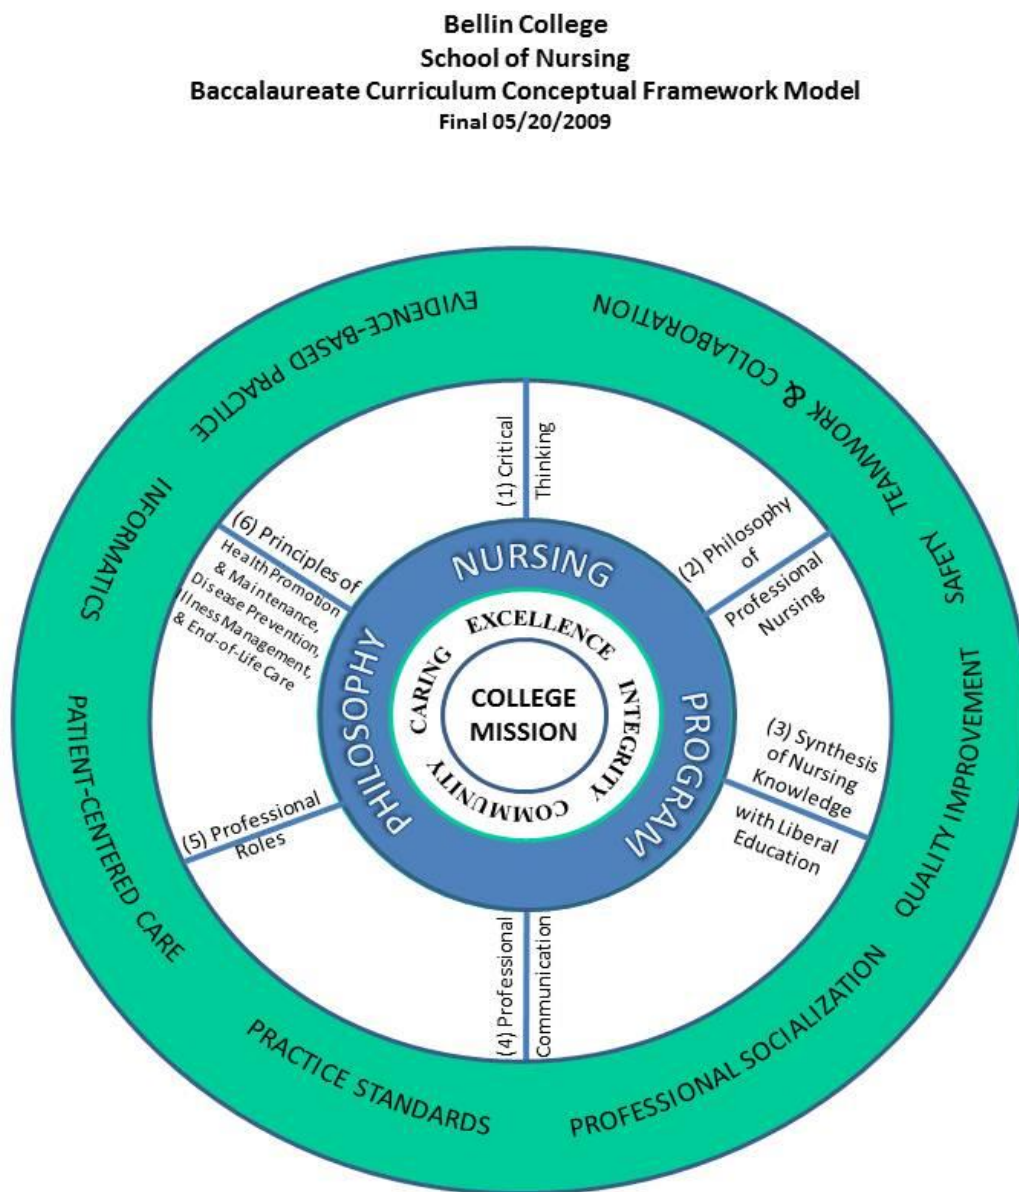 Bellin College
School of Nursing
Baccalaureate Curriculum Conceptual Framework Model
Final 05/20/2009
EVIDENCE-BASED PRACTICE
TEAMWORK & COLLABORATION
SAFETY
QUALITY IMPROVEMENT
PROFESSIONAL SOCIALIZATION
PRACTICE STANDARDS
PATIENT-CENTERED CARE
INFORMATICS
(1) Critical
Thinking
(2) Philosophy
of
Professional
Nursing
(3) Synthesis
of Nursing
Knowledge
with Liberal
Education
(4) Professional
Communication
(5) Professional
Roles
(6) Principles of
Health Promotion
& Maintenance,
Disease Prevention,
Illness Management,
& End-of-Life Care
NURSING
PROGRAM
PHILOSOPHY
EXCELLENCE
INTEGRITY
COMMUNITY
CARING
COLLEGE
MISSION